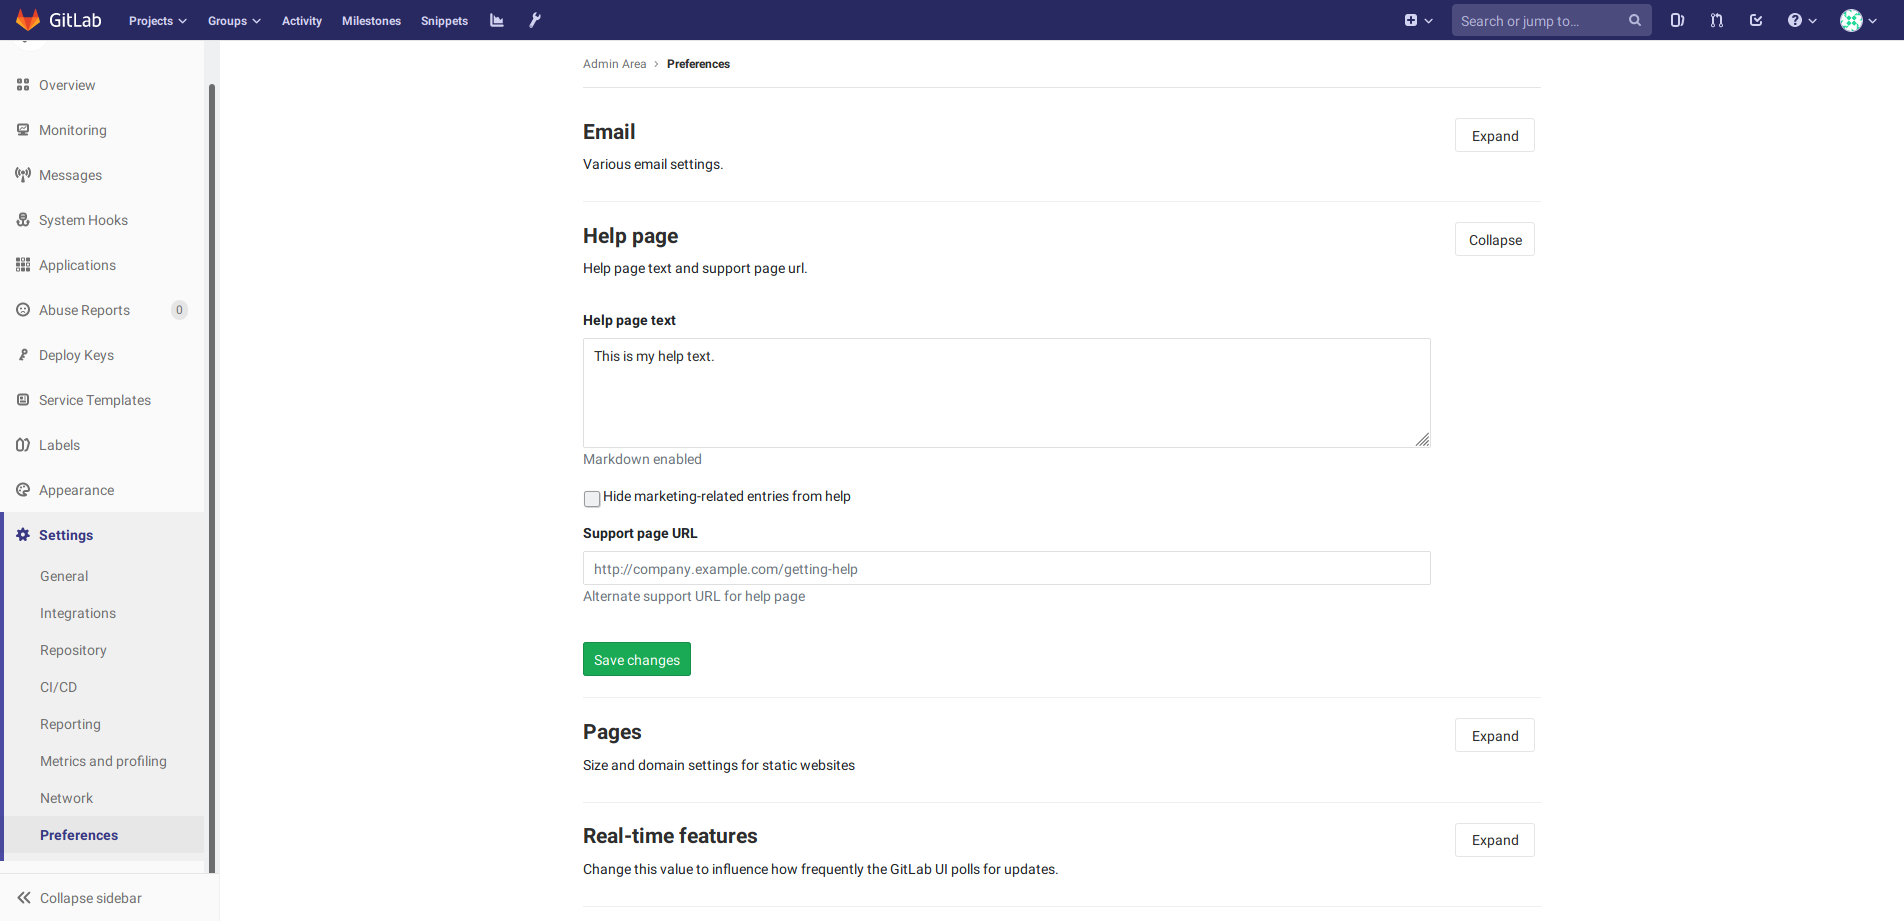 GitLab Projects Groups Activity Milestones Snippets Search or jump to...
Admin Area > Preferences
Overview
Monitoring
Messages
System Hooks
Applications
Abuse Reports 0
Deploy Keys
Service Templates
Labels
Appearance
Settings
General
Integrations
Repository
CI/CD
Reporting
Metrics and profiling
Network
Preferences
Collapse sidebar
Email
Expand
Various email settings.
Help page
Collapse
Help page text and support page url.
Help page text
This is my help text.
Markdown enabled
Hide marketing-related entries from help
Support page URL
http://company.example.com/getting-help
Alternate support URL for help page
Save changes
Pages
Expand
Size and domain settings for static websites
Real-time features
Expand
Change this value to influence how frequently the GitLab UI polls for updates.